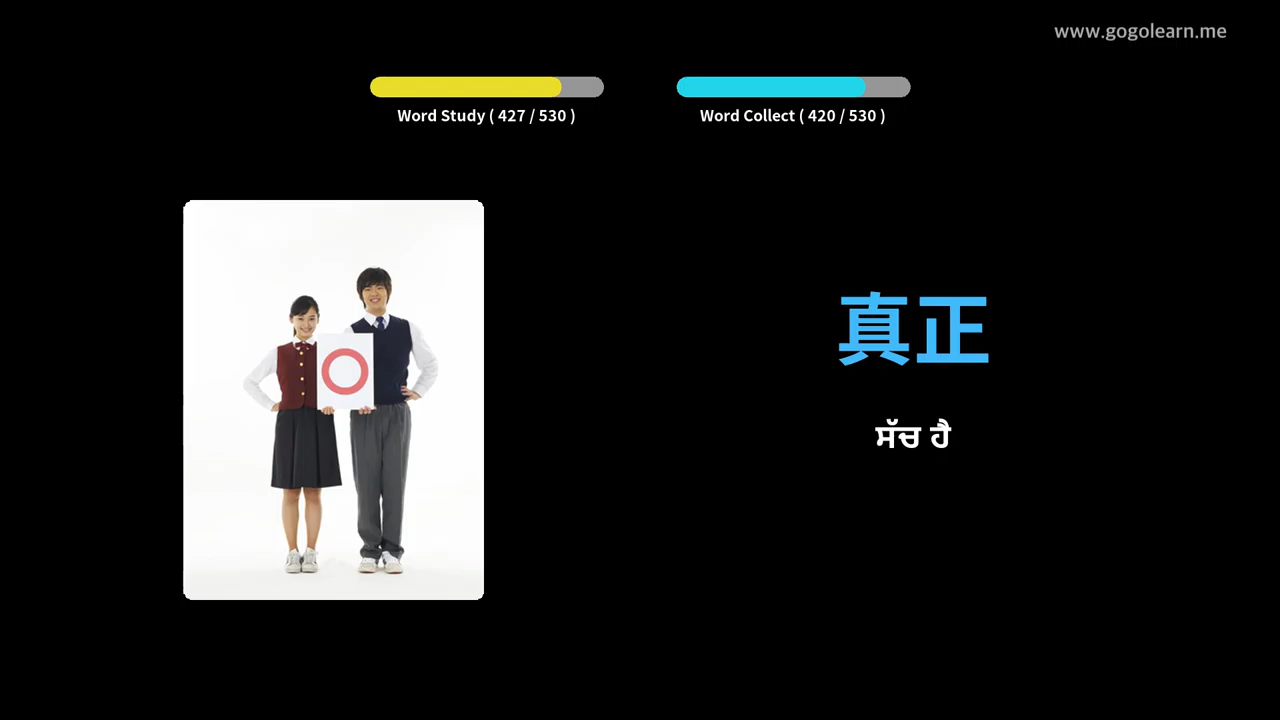 www.gogolearn.me
Word Study ( 427 / 530 )
Word Collect ( 420 / 530 )
真正
ਸੱਚ ਹੈ